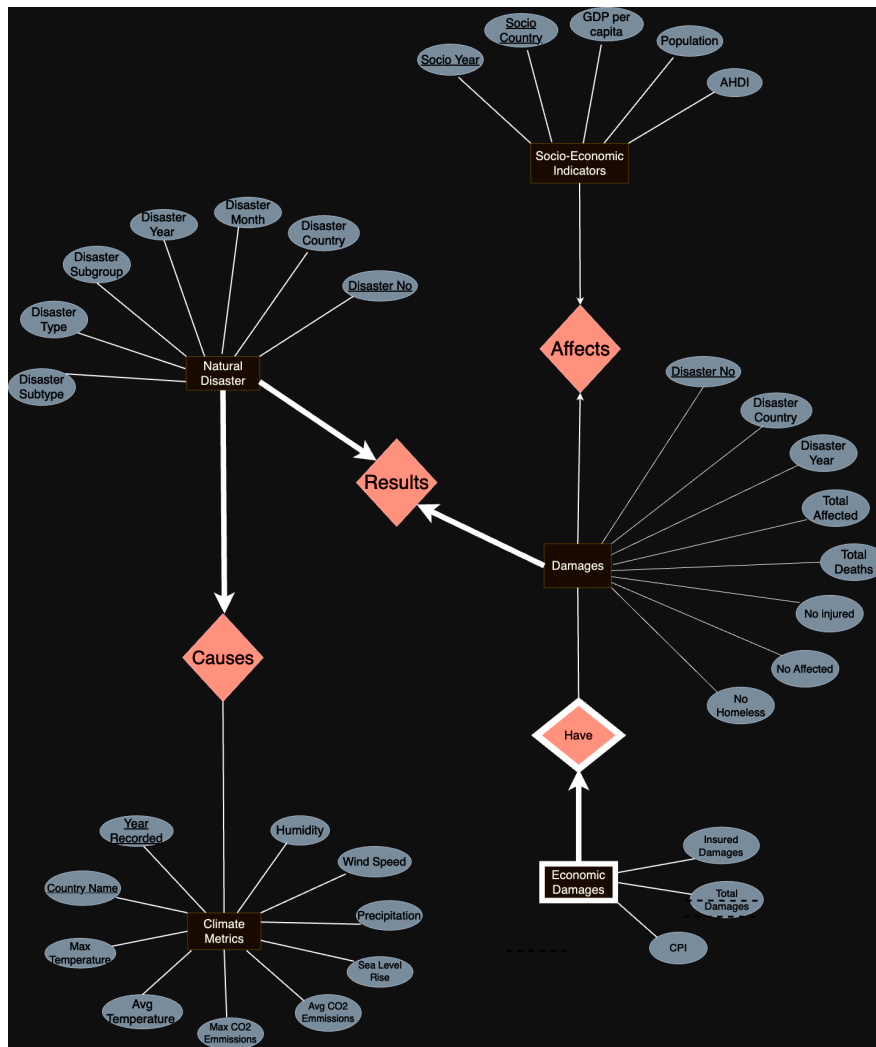 GDP per
capita
Socio
Country
Population
Socio Year
AHDI
Socio-Economic
Indicators
Disaster
Month
Disaster
Year
Disaster
Country
Disaster
Subgroup
Disaster No
Disaster
Type
Natural
Disaster
Disaster
Subtype
Affects
Disaster No
Disaster
Country
Disaster
Year
Results
Total
Affected
Total
Deaths
Damages
No injured
No Affected
No
Homeless
Causes
Have
Year
Recorded
Humidity
Wind Speed
Insured
Damages
Economic
Damages
Country Name
Total
Damages
Precipitation
Climate
Metrics
Max
Temperature
CPI
Sea Level
Rise
Avg
Temperature
Avg CO2
Emmissions
Max CO2
Emmissions